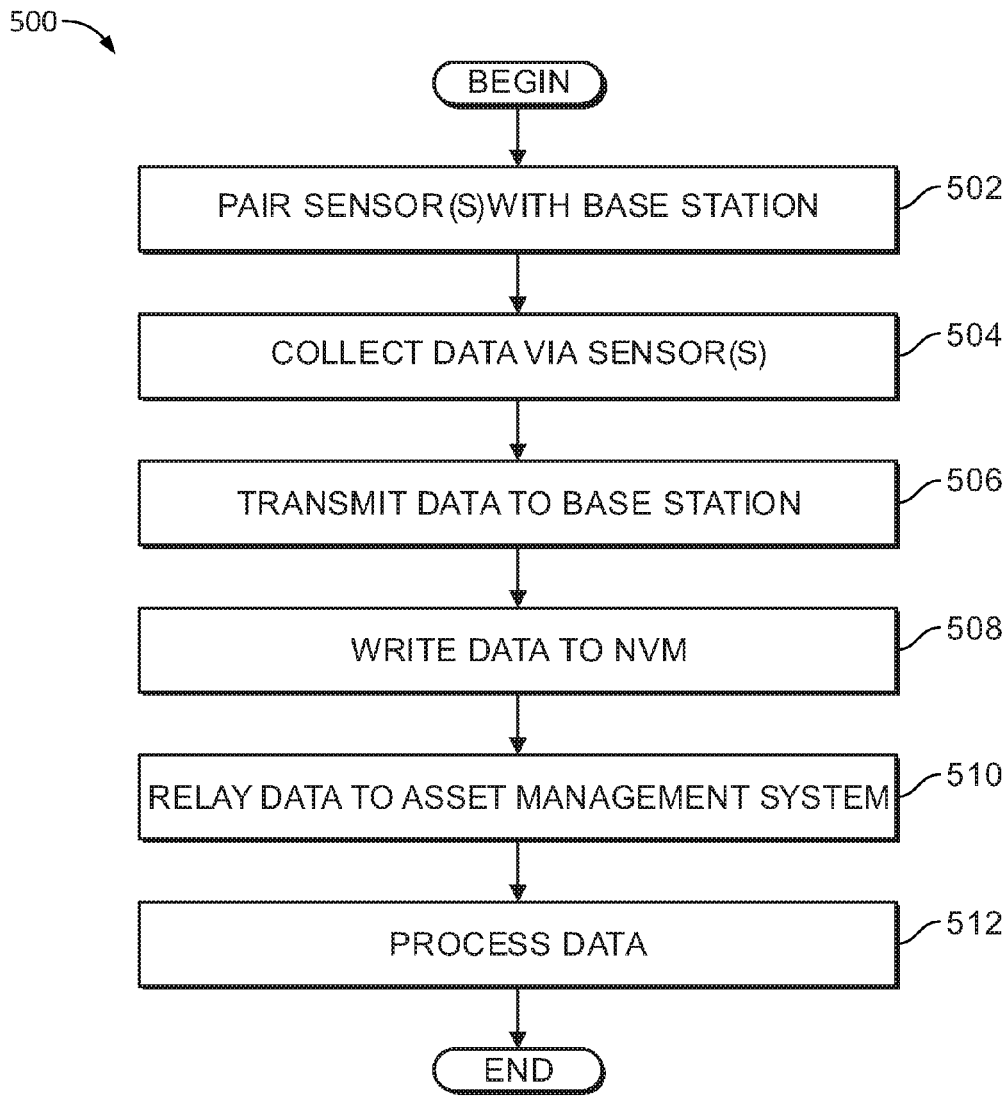 500
BEGIN
PAIR SENSOR(S)WITH BASE STATION
502
COLLECT DATA VIA SENSOR(S)
504
TRANSMIT DATA TO BASE STATION
506
WRITE DATA TO NVM
508
RELAY DATA TO ASSET MANAGEMENT SYSTEM
510
PROCESS DATA
512
END